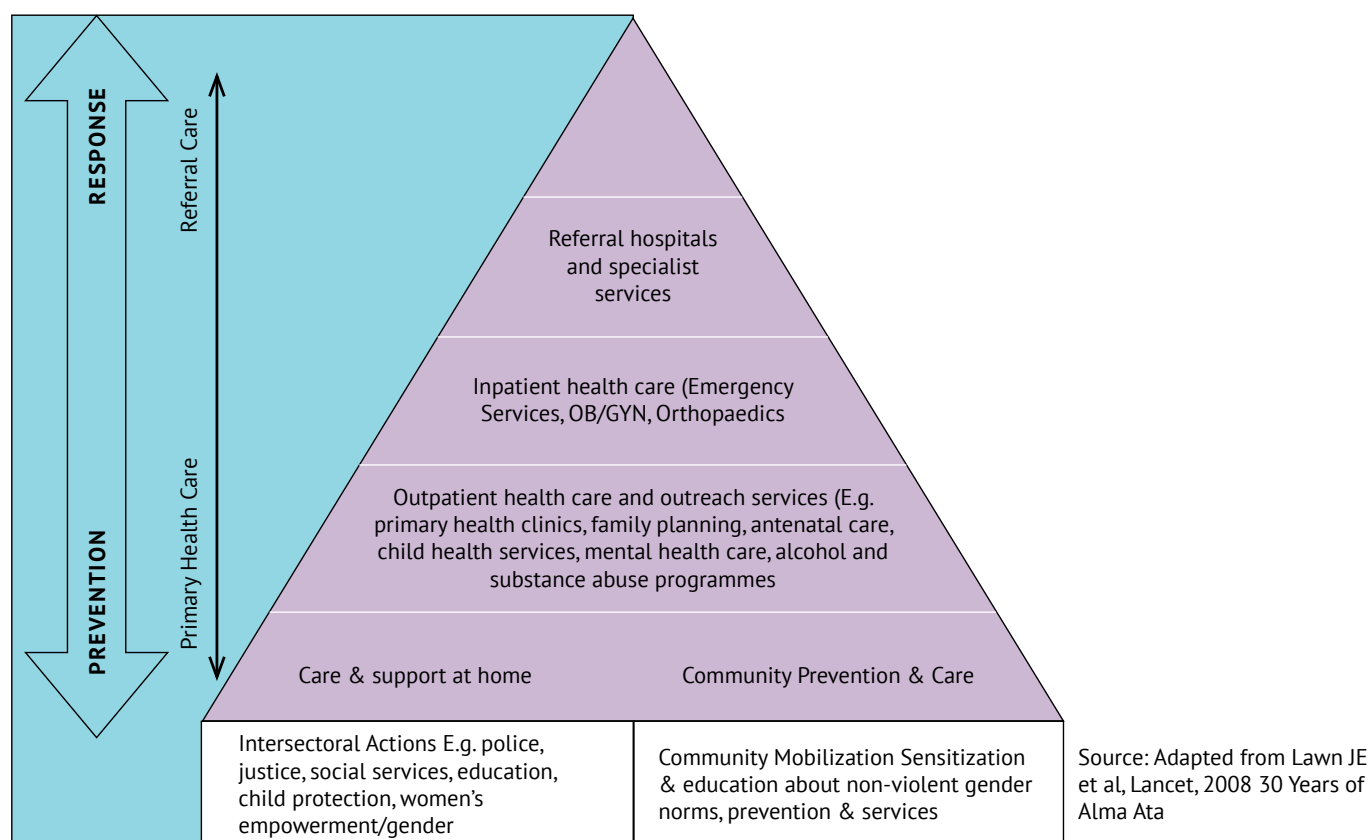 RESPONSE
PREVENTION
Referral Care
Primary Health Care
Referral hospitals
and specialist
services
Inpatient health care (Emergency
Services, OB/GYN, Orthopaedics
Outpatient health care and outreach services (E.g.
primary health clinics, family planning, antenatal care,
child health services, mental health care, alcohol and
substance abuse programmes
Care & support at home
Community Prevention & Care
Intersectoral Actions E.g. police,
justice, social services, education,
child protection, women's
empowerment/gender
Community Mobilization Sensitization
& education about non-violent gender
norms, prevention & services
Source: Adapted from Lawn JE
et al, Lancet, 2008 30 Years of
Alma Ata